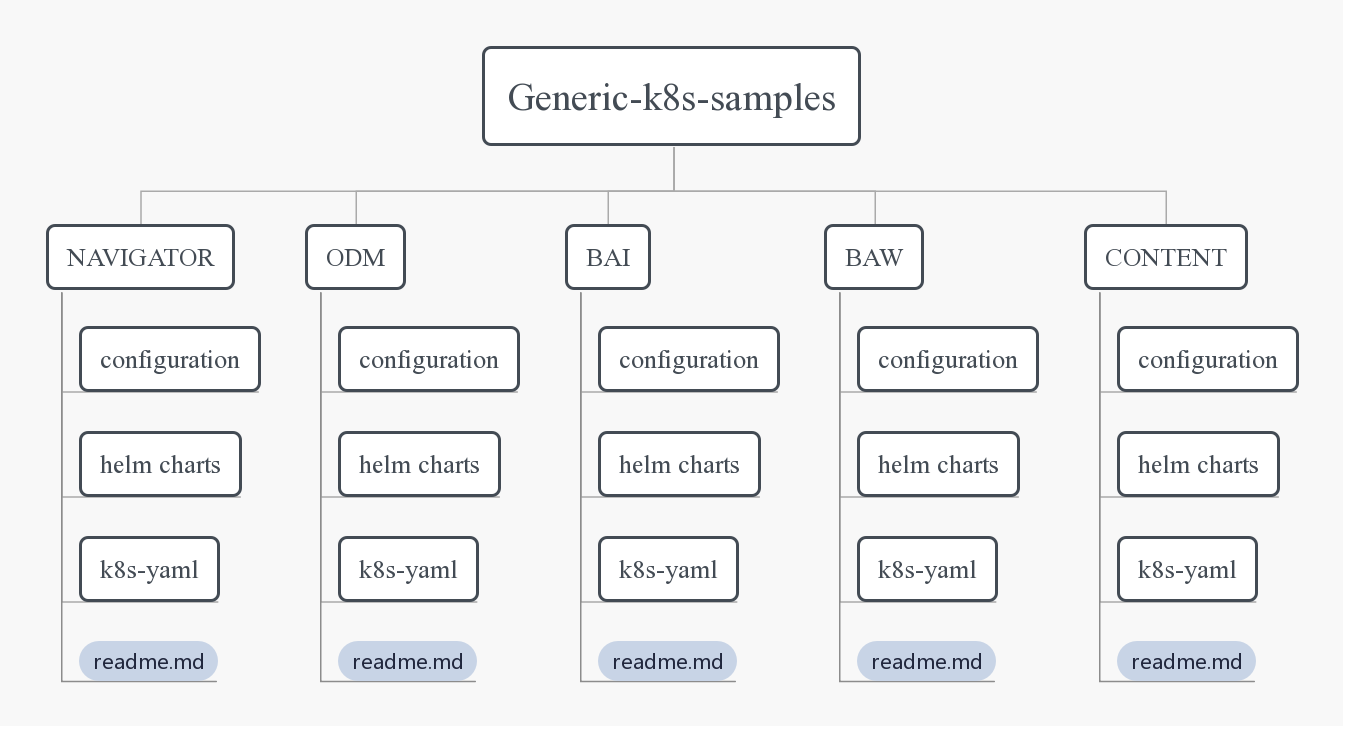 Generic-k8s-samples
NAVIGATOR
ODM
BAI
BAW
CONTENT
configuration
configuration
configuration
configuration
configuration
helm charts
helm charts
helm charts
helm charts
helm charts
k8s-yaml
k8s-yaml
k8s-yaml
k8s-yaml
k8s-yaml
readme.md
readme.md
readme.md
readme.md
readme.md